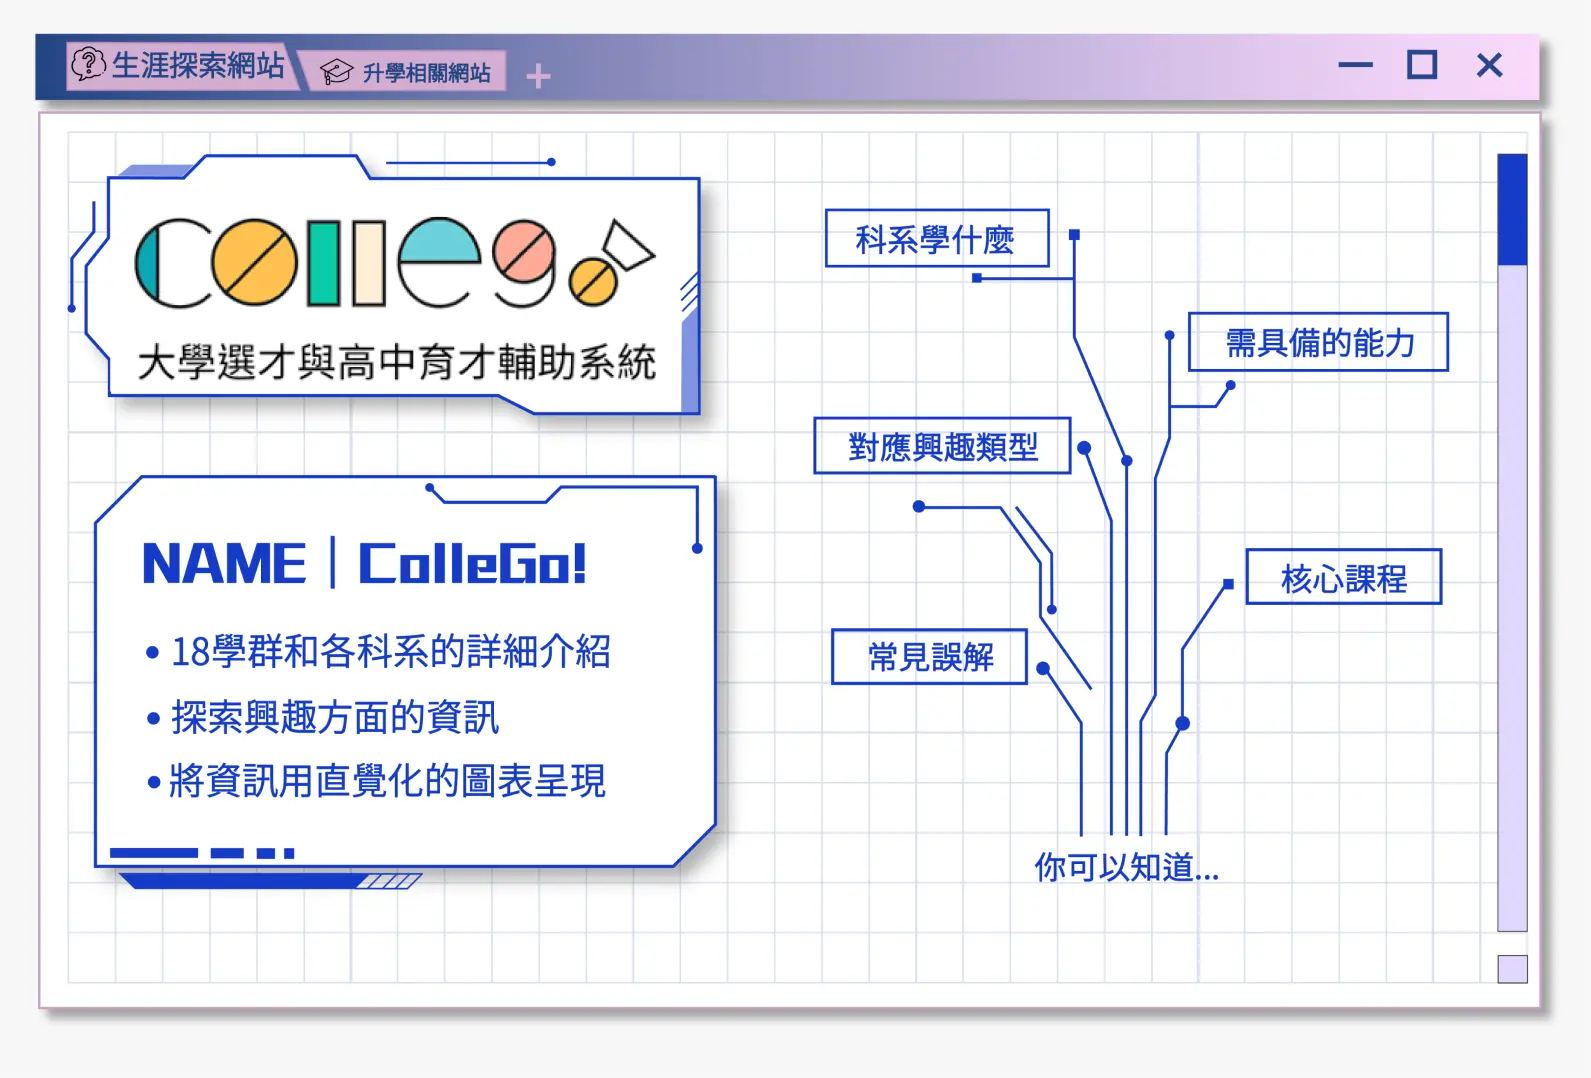 生涯探索網站
升學相關網站
ColleGo!
大學選才與高中育才輔助系統
NAME｜ColleGo!
• 18學群和各科系的詳細介紹
• 探索興趣方面的資訊
• 將資訊用直覺化的圖表呈現
科系學什麼
需具備的能力
對應興趣類型
核心課程
常見誤解
你可以知道...